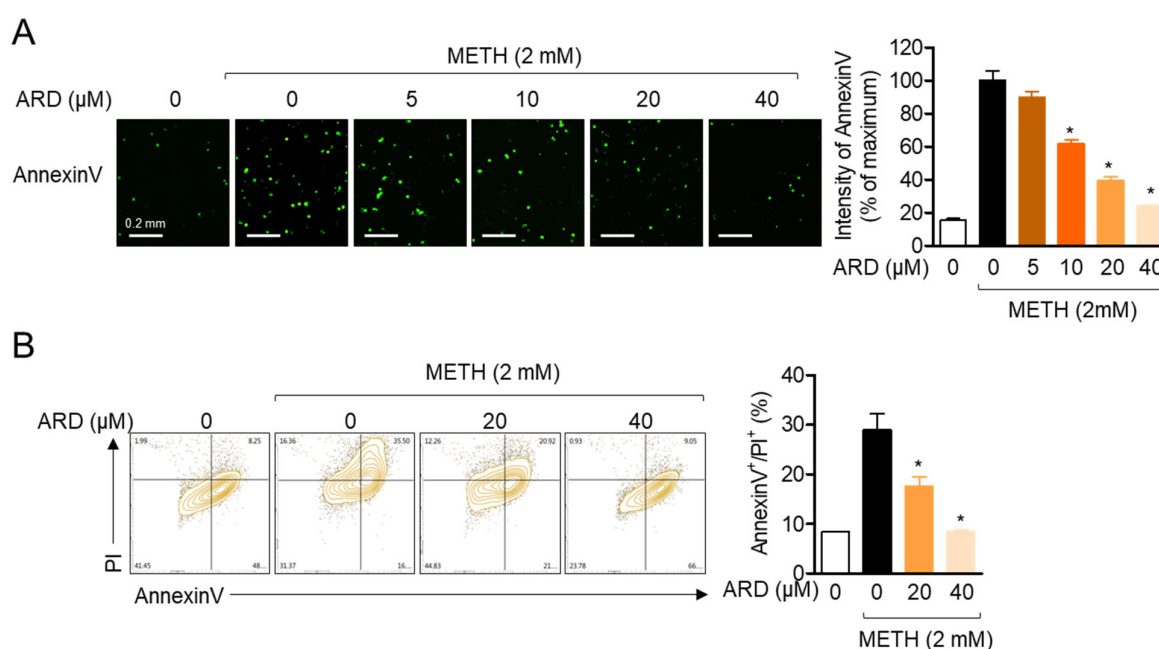 A
METH (2 mM)
ARD (µM) 0 0 5 10 20 40
AnnexinV
0.2 mm
Intensity of AnnexinV
(% of maximum)
120
100
80
60
40
20
0
* * *
ARD (µM) 0 0 5 10 20 40
METH (2mM)
B
METH (2 mM)
ARD (µM) 0 0 20 40
1.99 8.25 16.36 35.50 12.26 20.92 0.93 9.05
41.45 48... 31.37 16... 44.83 21... 23.78 66...
PI
AnnexinV
AnnexinV+/PI+ (%)
40
30
20
10
0
* *
ARD (µM) 0 0 20 40
METH (2 mM)